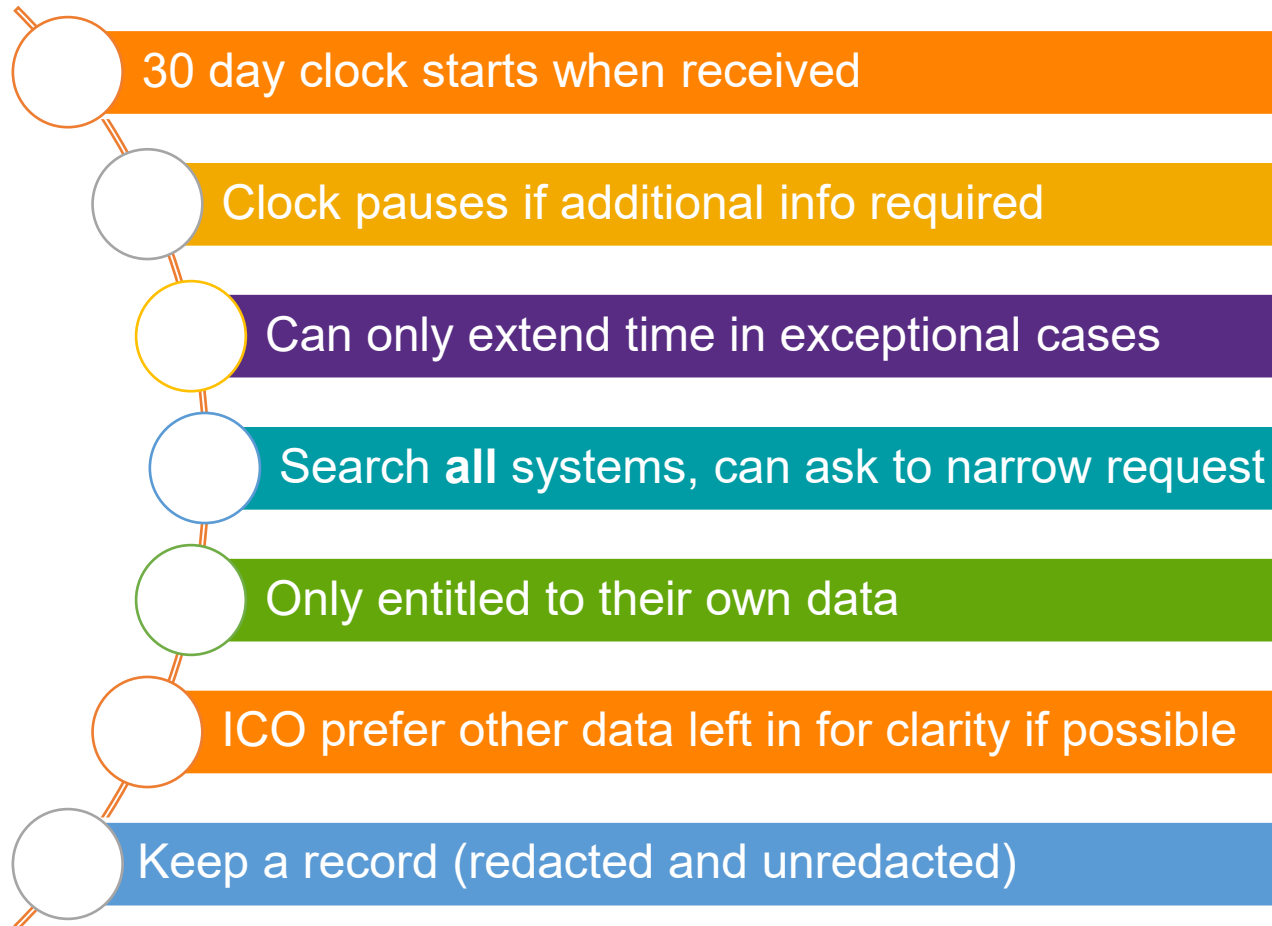 30 day clock starts when received
Clock pauses if additional info required
Can only extend time in exceptional cases
Search all systems, can ask to narrow request
Only entitled to their own data
ICO prefer other data left in for clarity if possible
Keep a record (redacted and unredacted)